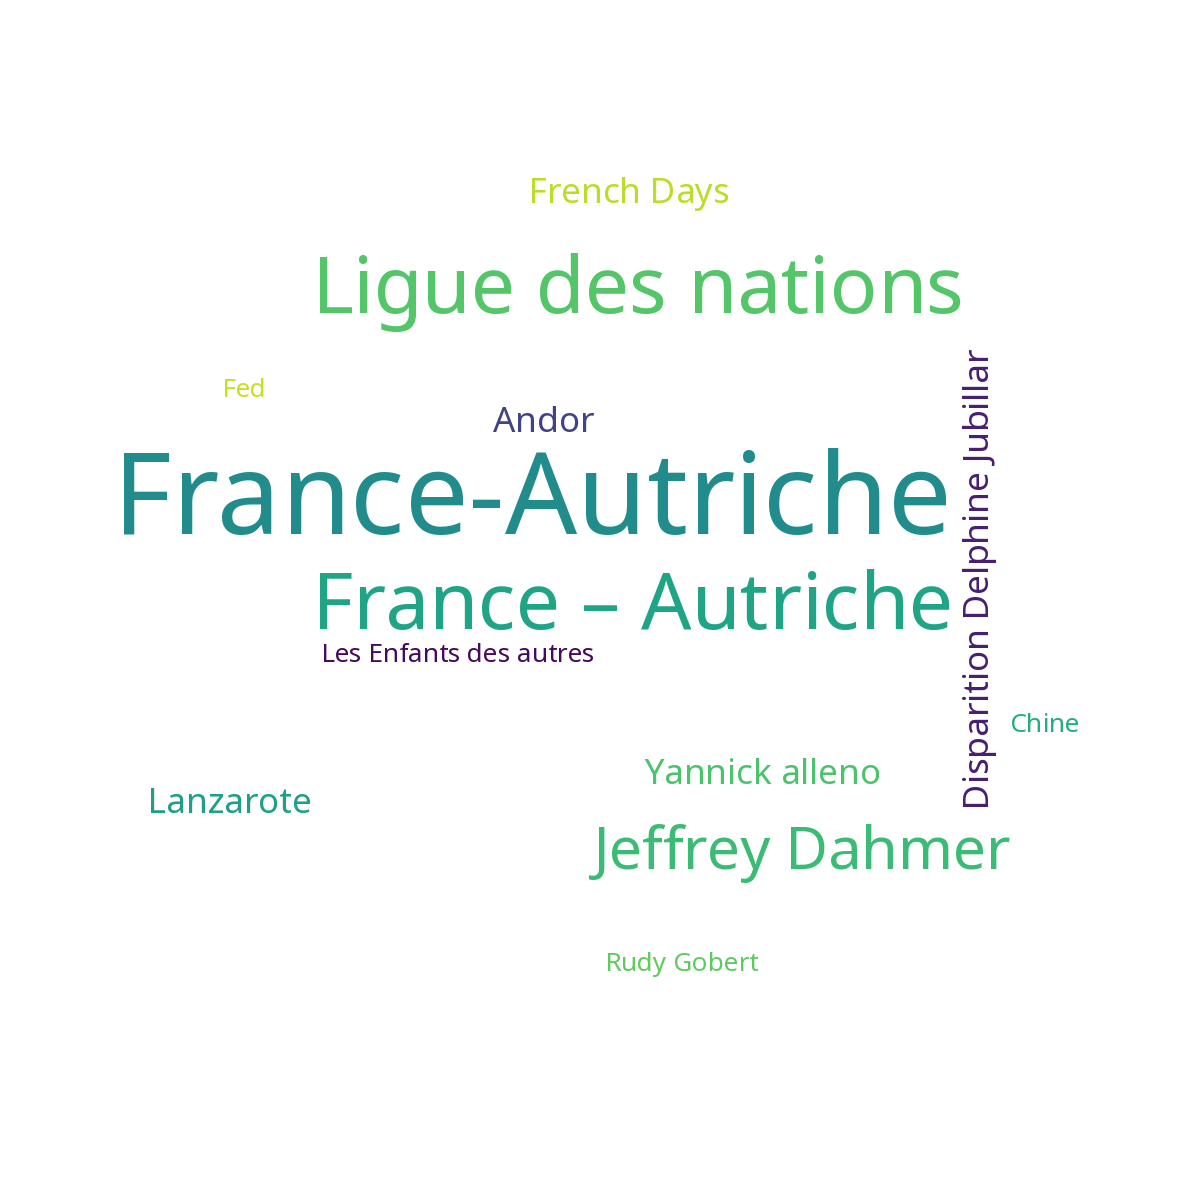 French Days
Ligue des nations
Fed
Andor
France-Autriche
Disparition Delphine Jubillar
France – Autriche
Les Enfants des autres
Chine
Yannick alleno
Lanzarote
Jeffrey Dahmer
Rudy Gobert